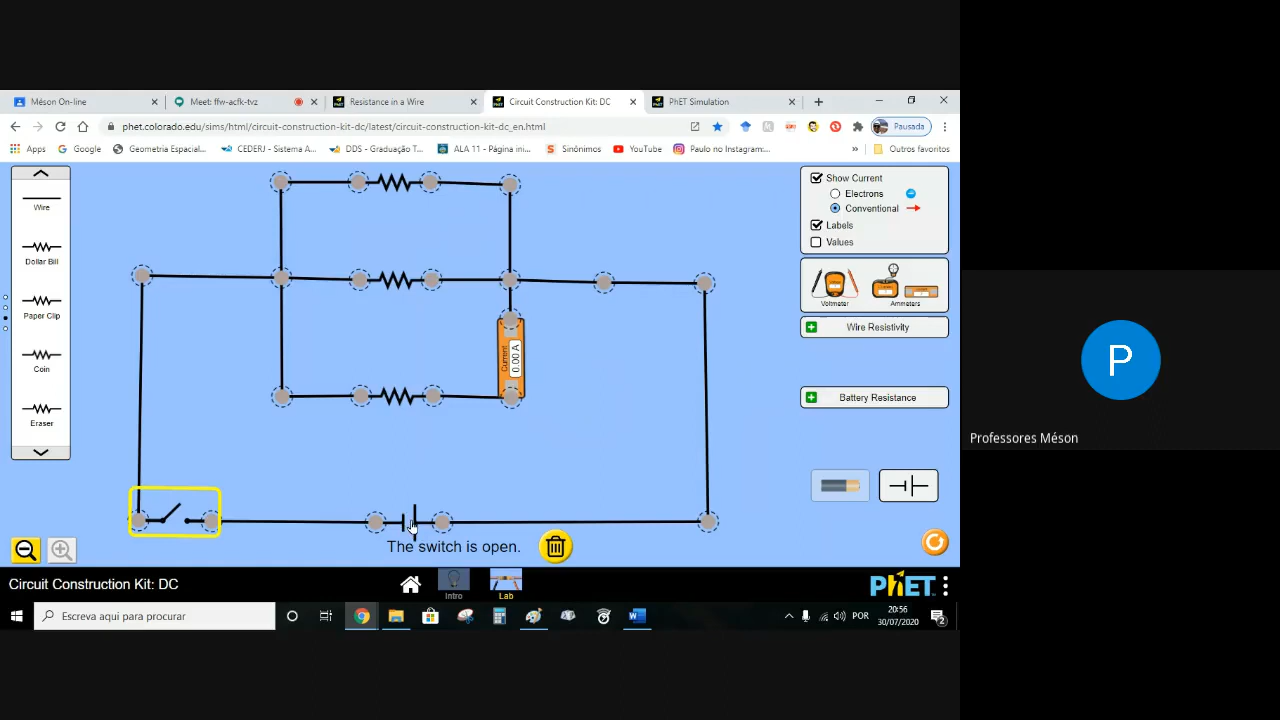 Méson On-line
Meet: ffw-acfk-tvz
Resistance in a Wire
Circuit Construction Kit: DC
PhET Simulation
phet.colorado.edu/sims/html/circuit-construction-kit-dc/latest/circuit-construction-kit-dc_en.html
Pausada
Apps
Google
Geometria Espacial...
CEDERJ - Sistema A...
DDS - Graduação T...
ALA 11 - Página ini...
Sinônimos
YouTube
Paulo no Instagram:...
Outros favoritos
Wire
Dollar Bill
Paper Clip
Coin
Eraser
Current
0.00 A
Show Current
Electrons
Conventional
Labels
Values
Voltmeter
Ammeters
Wire Resistivity
Battery Resistance
The switch is open.
Circuit Construction Kit: DC
Intro
Lab
PhET
Escreva aqui para procurar
POR
20:56
30/07/2020
2
P
Professores Méson